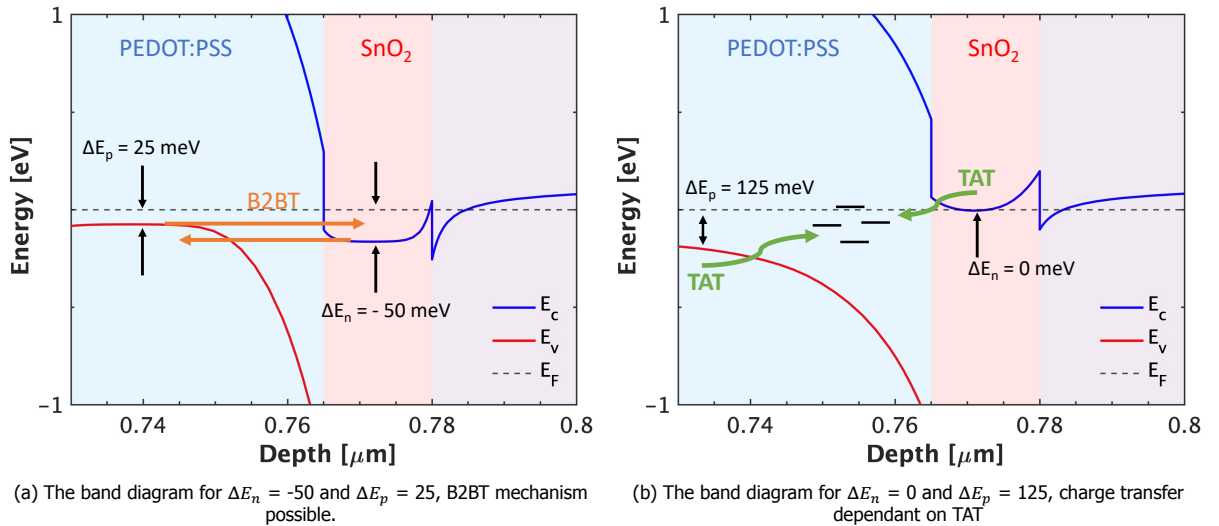 PEDOT:PSS
SnO2
ΔEp = 25 meV
B2BT
ΔEn = - 50 meV
Ec
Ev
EF
1
-1
Energy [eV]
0.74
0.76
0.78
0.8
Depth [μm]
(a) The band diagram for ΔEn = -50 and ΔEp = 25, B2BT mechanism
possible.
PEDOT:PSS
SnO2
ΔEp = 125 meV
TAT
TAT
ΔEn = 0 meV
Ec
Ev
EF
1
-1
Energy [eV]
0.74
0.76
0.78
0.8
Depth [μm]
(b) The band diagram for ΔEn = 0 and ΔEp = 125, charge transfer
dependant on TAT